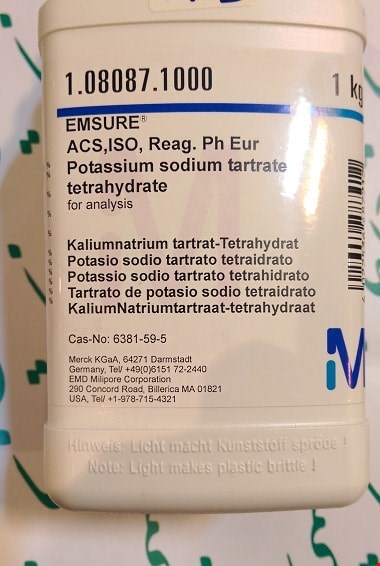 1.08087.1000 1 kg
EMSURE®
ACS,ISO, Reag. Ph Eur
Potassium sodium tartrate
tetrahydrate
for analysis
Kaliumnatrium tartrat-Tetrahydrat
Potasio sodio tartrato tetraidrato
Potassio sodio tartrato tetrahidrato
Tartrato de potasio sodio tetraidrato
KaliumNatriumtartraat-tetrahydraat
Cas-No: 6381-59-5
Merck KGaA, 64271 Darmstadt
Germany, Tel/ +49(0)6151 72-2440
EMD Milipore Corporation
290 Concord Road, Billerica MA 01821
USA, Tel/ +1-978-715-4321
M
Hinweis: Licht macht Kunststoff spröde !
Note: Light makes plastic brittle !